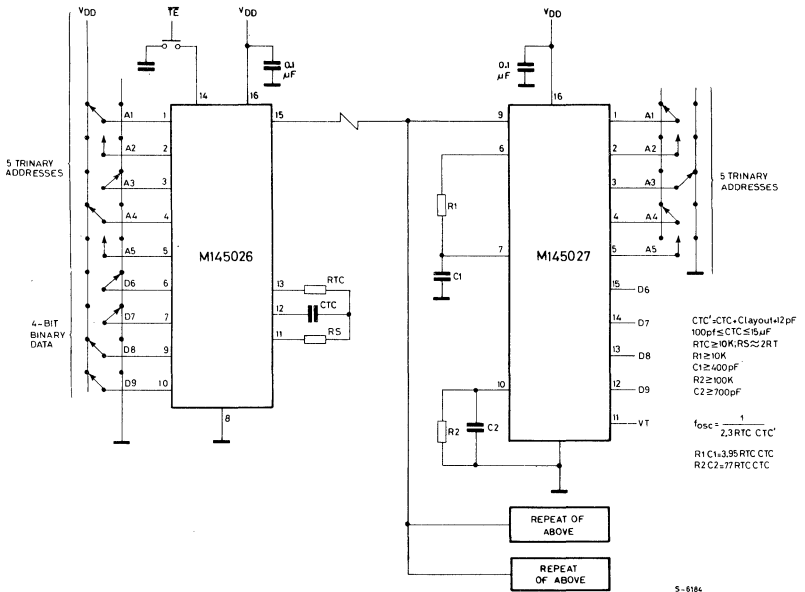 VDD
TE
VDD
0.1
µF
14
16
5 TRINARY
ADDRESSES
A1 1
A2 2
A3 3
A4 4
A5 5
4-BIT
BINARY
DATA
D6 6
D7 7
D8 9
D9 10
M145026
15
13 RTC
12 CTC
11 RS
8
VDD
0.1
µF
16
9
6
R1
7
C1
10
R2
C2
M145027
1 A1
2 A2
3 A3
4 A4
5 A5
5 TRINARY
ADDRESSES
15 D6
14 D7
13 D8
12 D9
11 VT
CTC'=CTC+Clayout+12pF
100pf≤CTC≤15µF
RTC≥10K;RS≈2RT
R1≥10K
C1≥400pF
R2≥100K
C2≥700pF
fosc= 1
2,3 RTC CTC'
R1 C1=3,95 RTC CTC
R2 C2=77 RTC CTC
REPEAT OF
ABOVE
REPEAT
OF ABOVE
S-6184